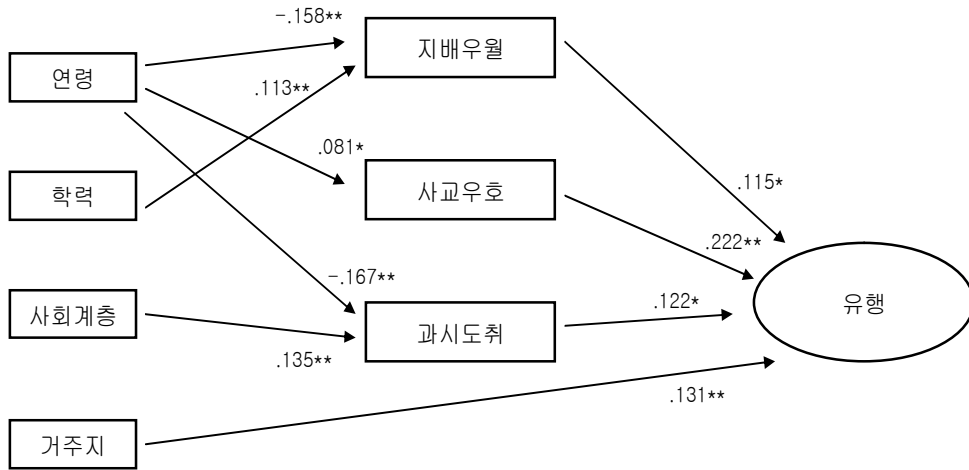 -.158**
지배우월
연령
.113**
.081*
학력
사교우호
.115*
.222**
-.167**
사회계층
과시도취
.122*
유행
.135**
.131**
거주지